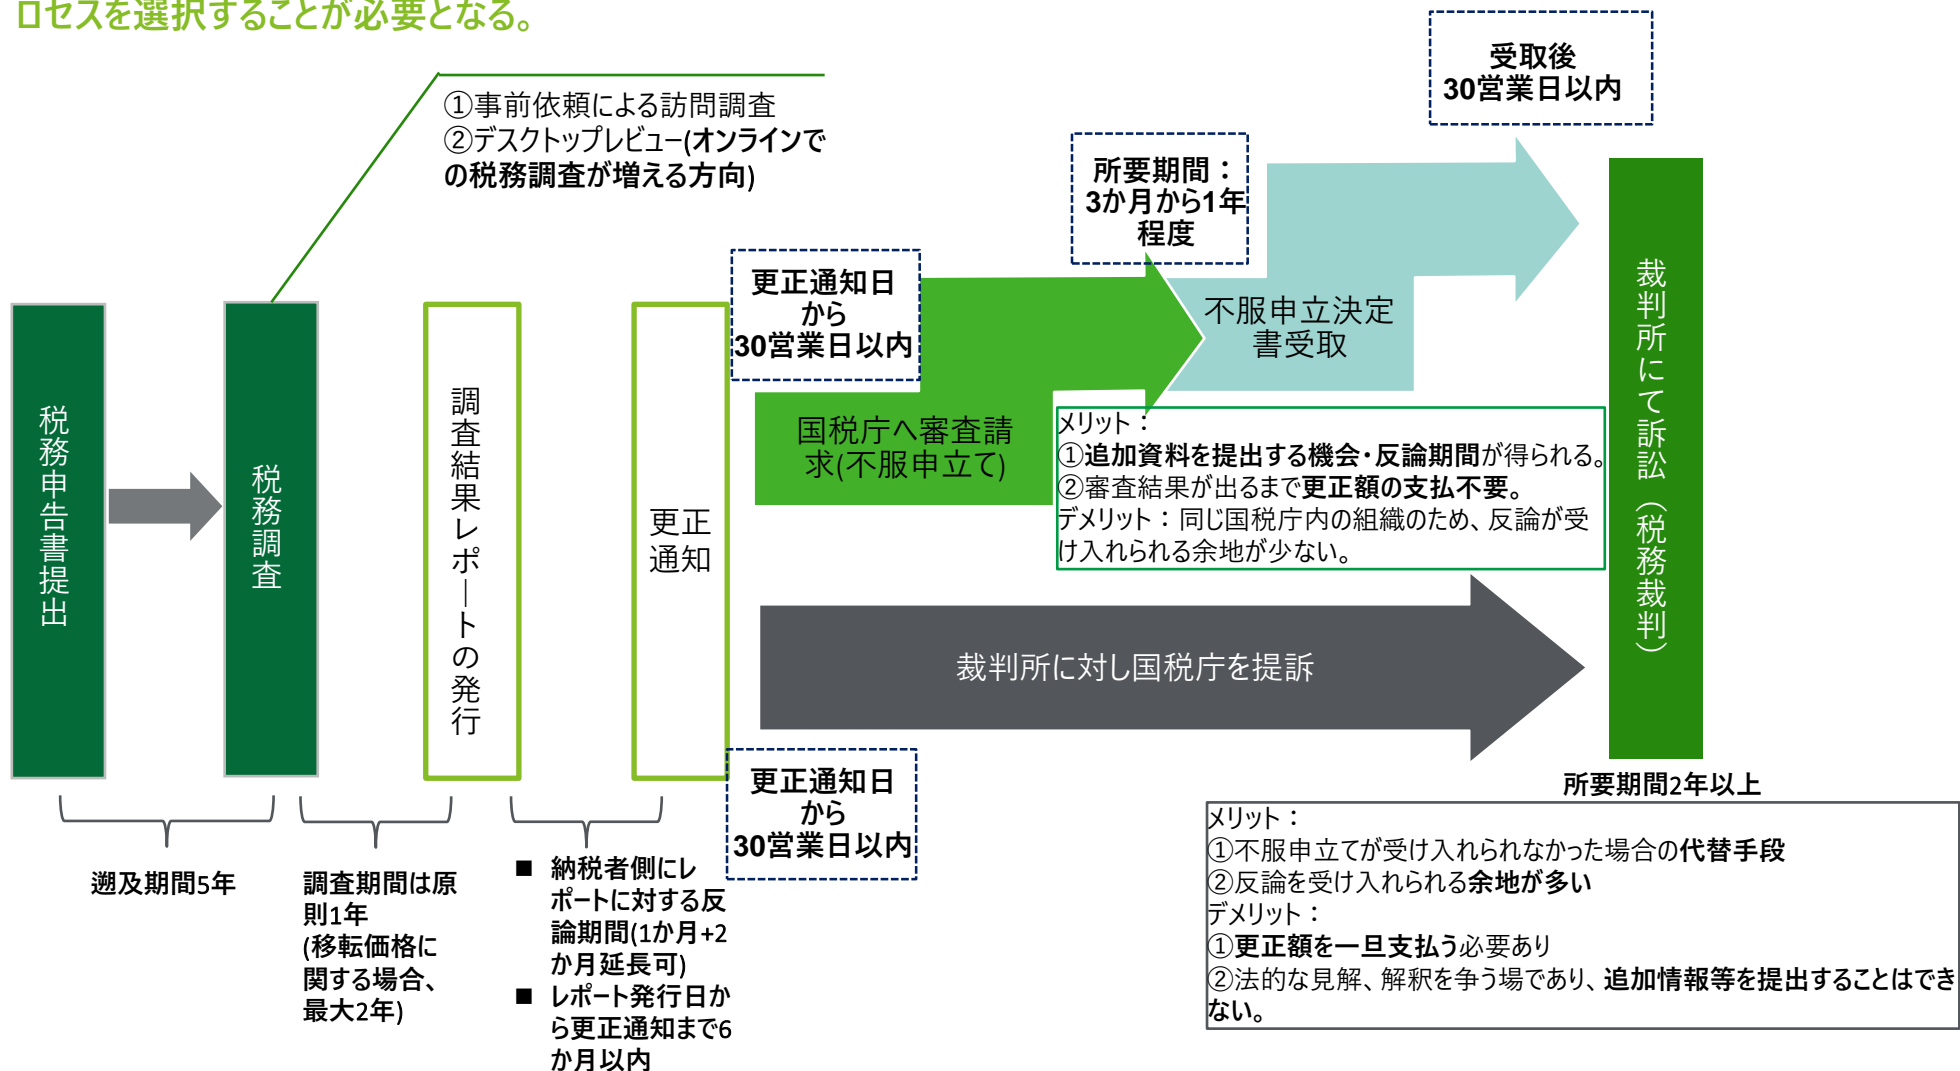 ロセスを選択することが必要となる。
①事前依頼による訪問調査
②デスクトップレビュー(オンラインで
の税務調査が増える方向)
受取後
30営業日以内
所要期間：
3か月から1年
程度
更正通知日
から
30営業日以内
税務申告書提出
税務調査
調査結果レポートの発行
更正
通知
国税庁へ審査請
求(不服申立て)
不服申立決定
書受取
裁判所にて訴訟（税務裁判）
メリット：
①追加資料を提出する機会・反論期間が得られる。
②審査結果が出るまで更正額の支払不要。
デメリット：同じ国税庁内の組織のため、反論が受
け入れられる余地が少ない。
裁判所に対し国税庁を提訴
更正通知日
から
30営業日以内
所要期間2年以上
メリット：
①不服申立てが受け入れられなかった場合の代替手段
②反論を受け入れられる余地が多い
デメリット：
①更正額を一旦支払う必要あり
②法的な見解、解釈を争う場であり、追加情報等を提出することはでき
ない。
遡及期間5年
調査期間は原
則1年
(移転価格に
関する場合、
最大2年)
■ 納税者側にレ
ポートに対する反
論期間(1か月+2
か月延長可)
■ レポート発行日か
ら更正通知まで6
か月以内